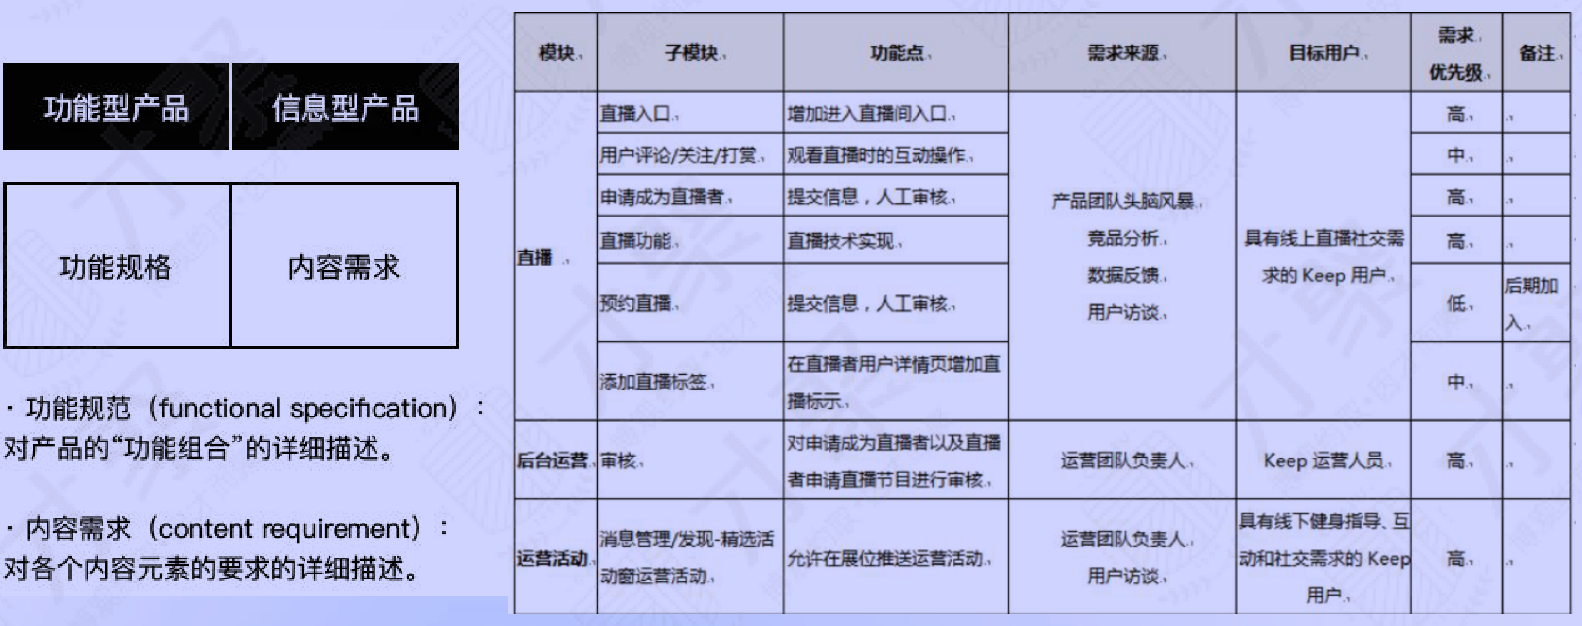 功能型产品
信息型产品
功能规格
内容需求
· 功能规范（functional specification）：
对产品的“功能组合”的详细描述。
· 内容需求（content requirement）：
对各个内容元素的要求的详细描述。
模块
子模块
功能点
需求来源
目标用户
需求
优先级
备注
直播
直播入口
增加进入直播间入口
高
用户评论/关注/打赏
观看直播时的互动操作
中
申请成为直播者
提交信息，人工审核
高
直播功能
直播技术实现
高
预约直播
提交信息，人工审核
低
后期加
入
添加直播标签
在直播者用户详情页增加直
播标示
中
产品团队头脑风暴
竞品分析
数据反馈
用户访谈
具有线上直播社交需
求的 Keep 用户
后台运营
审核
对申请成为直播者以及直播
者申请直播节目进行审核
运营团队负责人
Keep 运营人员
高
运营活动
消息管理/发现-精选活
动窗运营活动
允许在展位推送运营活动
运营团队负责人
用户访谈
具有线下健身指导、互
动和社交需求的 Keep
用户
高